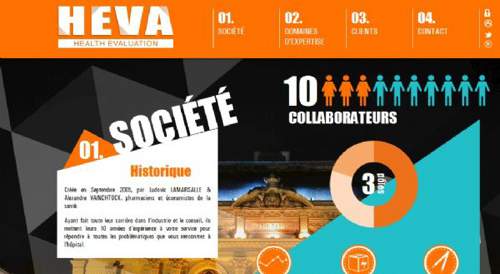 HEVA
HEALTH EVALUATION
01.
SOCIÉTÉ
02.
DOMAINES
D'EXPERTISE
03.
CLIENTS
04.
CONTACT
01. SOCIÉTÉ
Historique
Créée en Septembre 2005, par Ludovic LAMARSALLE &
Alexandre VAINCHTOCK, pharmaciens et économistes de la
santé.
Ayant fait toute leur carrière dans l'industrie et le conseil, ils
mettent leurs 10 années d'expérience à votre service pour
répondre à toutes les problématiques que vous rencontrez à
l'hôpital.
10
COLLABORATEURS
3 pôles